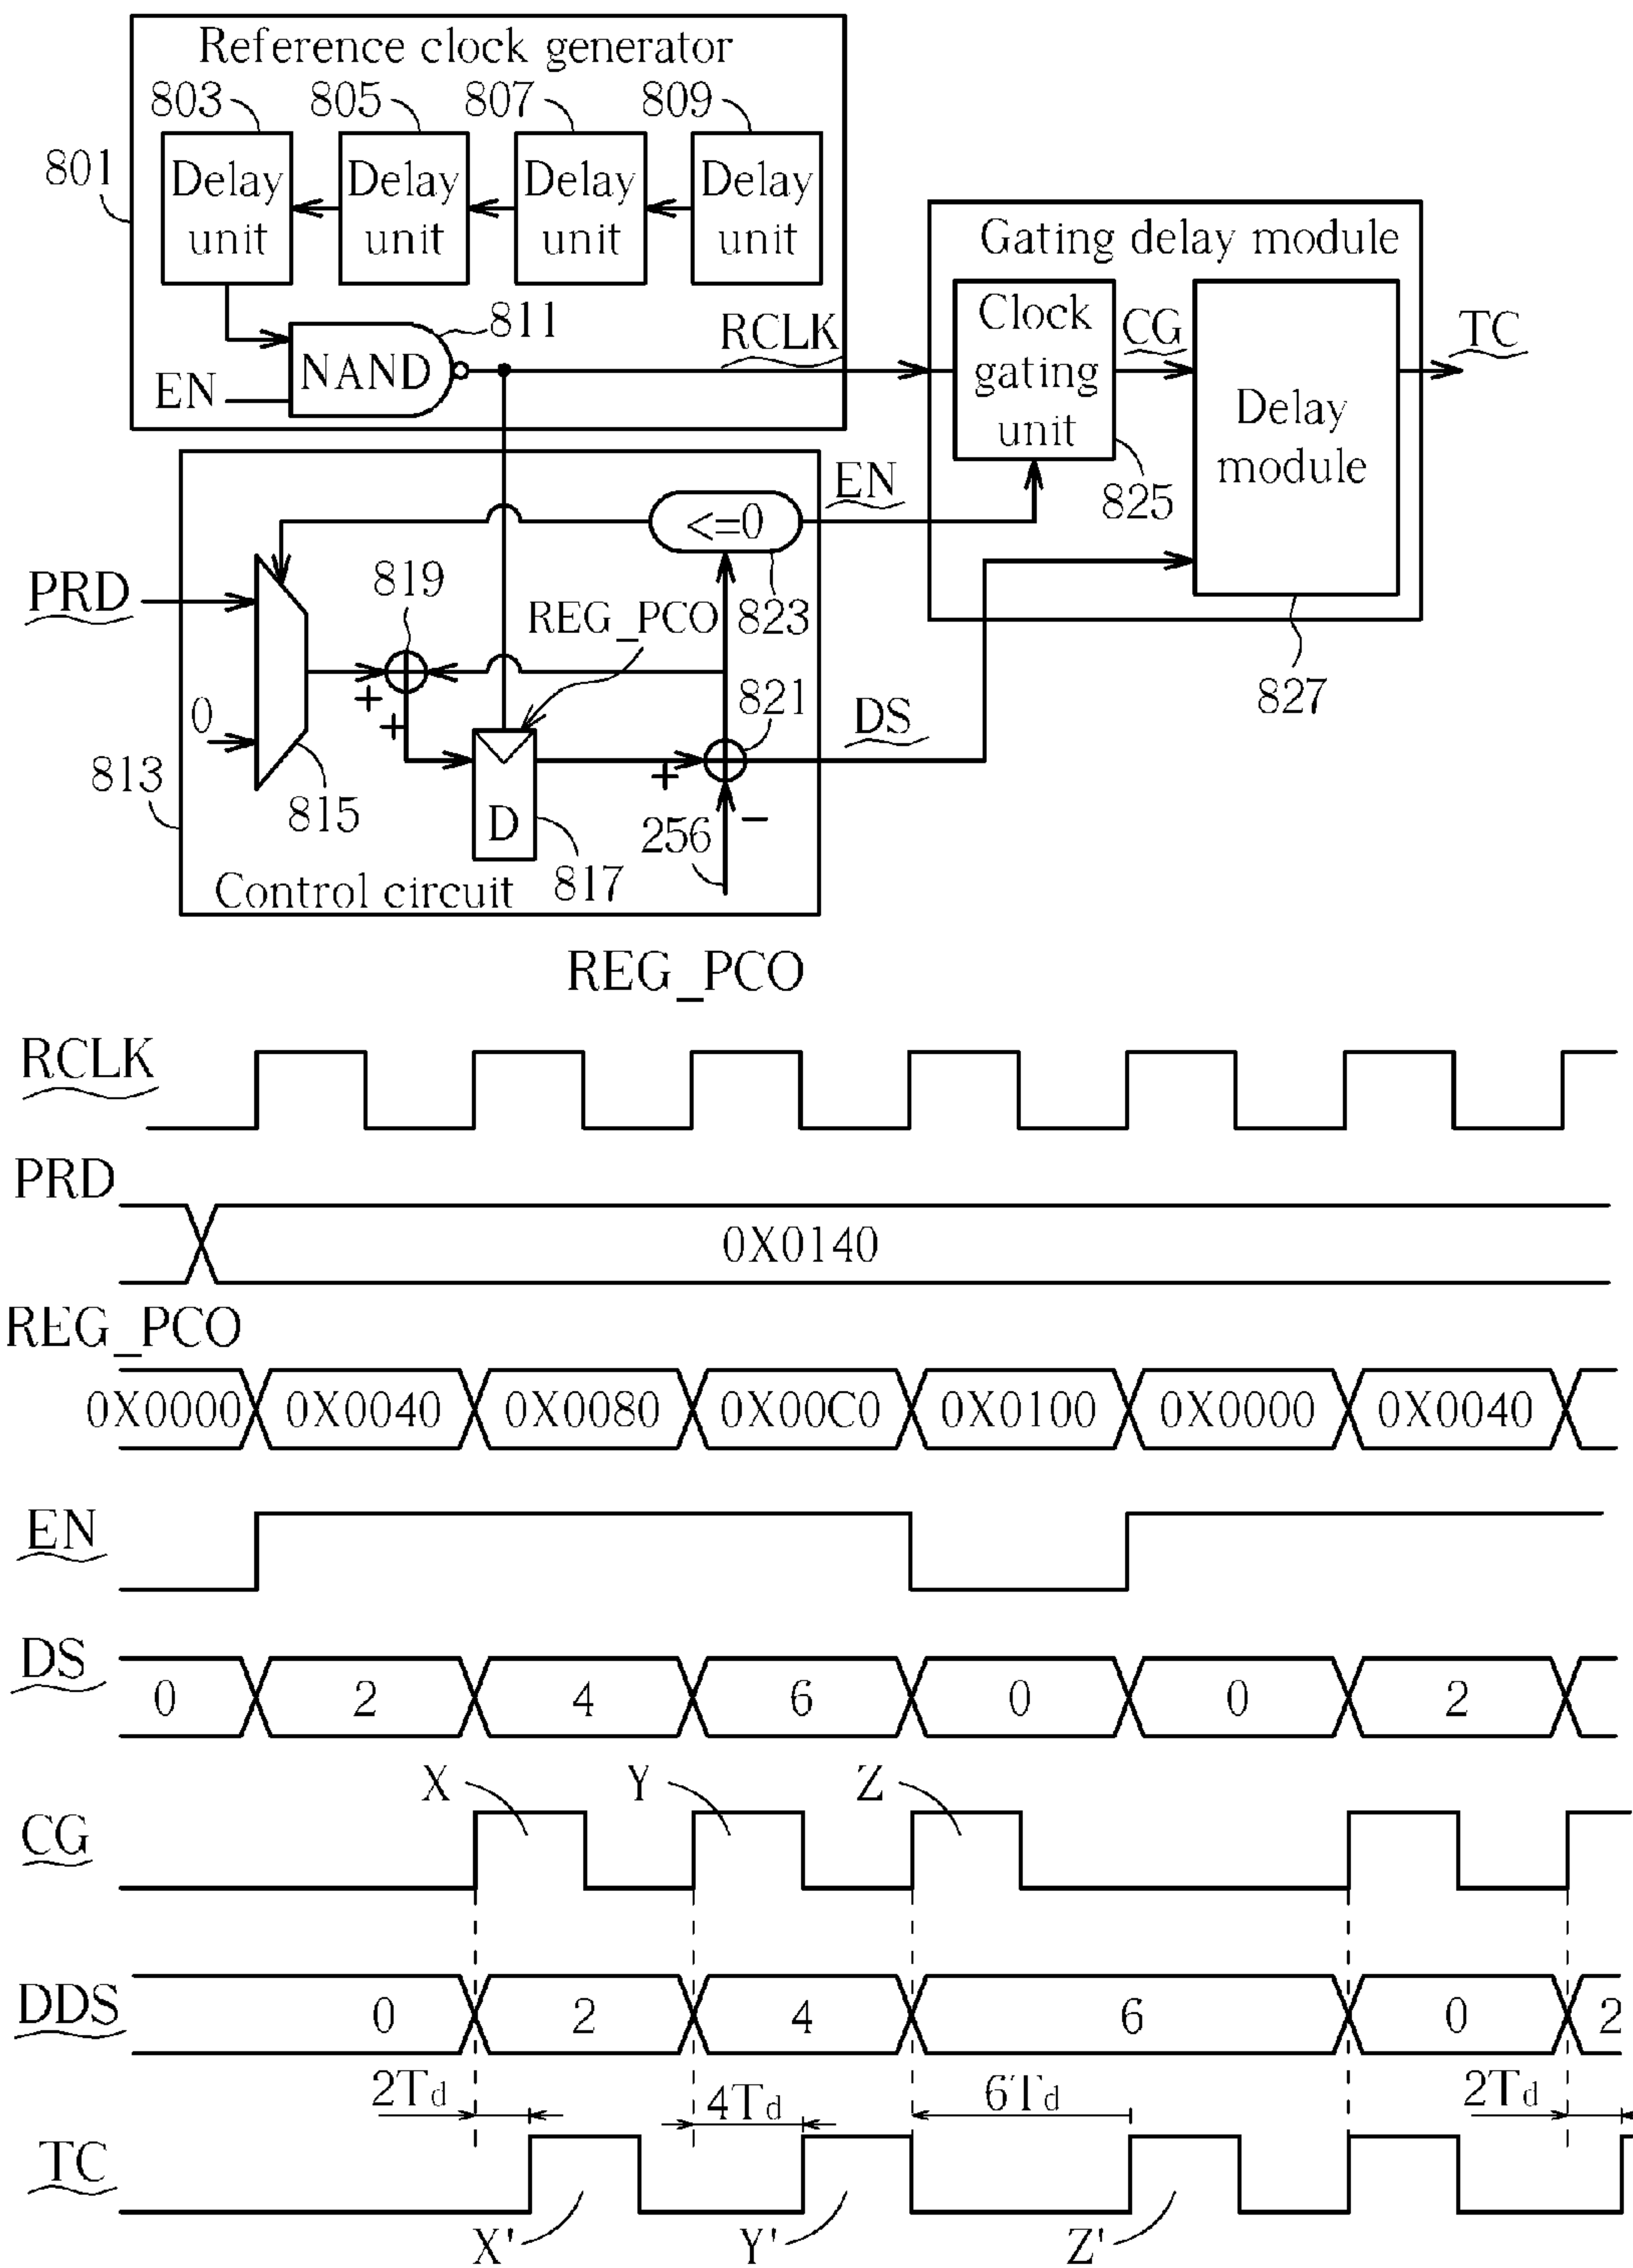 Reference clock generator
803 805 807 809
801
Delay unit
Delay unit
Delay unit
Delay unit
811
NAND
EN
RCLK
Gating delay module
Clock gating unit
CG
Delay module
TC
825
827
EN
<=0
823
PRD
819
REG_PCO
0
+
+
821
DS
+
813
815
D
817
256
-
Control circuit
REG_PCO
RCLK
PRD
0X0140
REG_PCO
0X0000 0X0040 0X0080 0X00C0 0X0100 0X0000 0X0040
EN
DS
0 2 4 6 0 0 2
X Y Z
CG
DDS
0 2 4 6 0 2
2Td 4Td 6Td 2Td
TC
X' Y' Z'